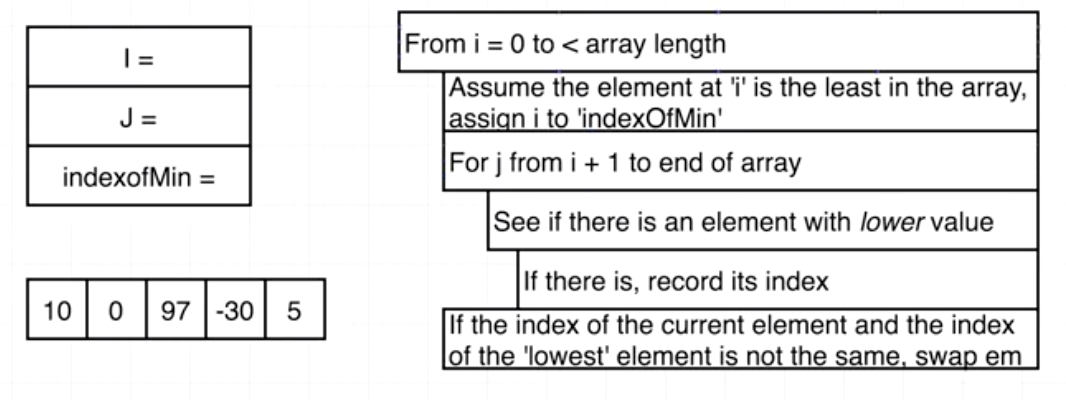 I =
J =
indexofMin =
10 0 97 -30 5
From i = 0 to < array length
Assume the element at 'i' is the least in the array,
assign i to 'indexOfMin'
For j from i + 1 to end of array
See if there is an element with lower value
If there is, record its index
If the index of the current element and the index
of the 'lowest' element is not the same, swap em